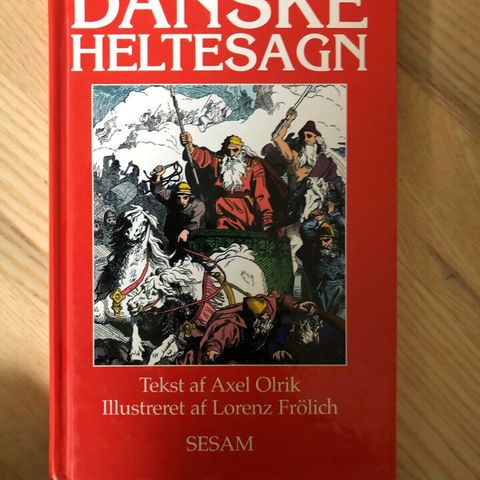 DANSKE
HELTESAGN
Tekst af Axel Olrik
Illustreret af Lorenz Frölich
SESAM